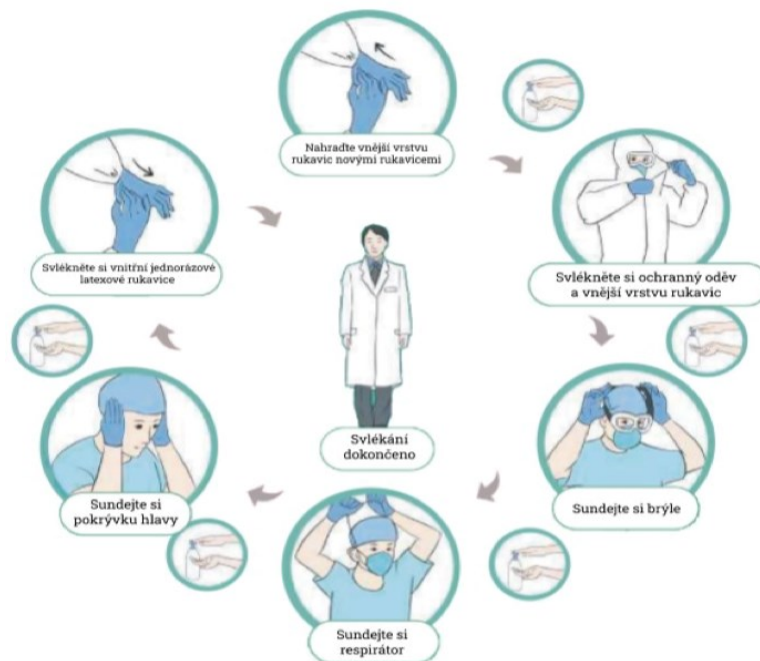 Nahraďte vnější vrstvu
rukavic novými rukavicemi
Svlékněte si ochranný oděv
a vnější vrstvu rukavic
Sundejte si brýle
Sundejte si
respirátor
Sundejte si
pokrývku hlavy
Svlékněte si vnitřní jednorázové
latexové rukavice
Svlékání
dokončeno